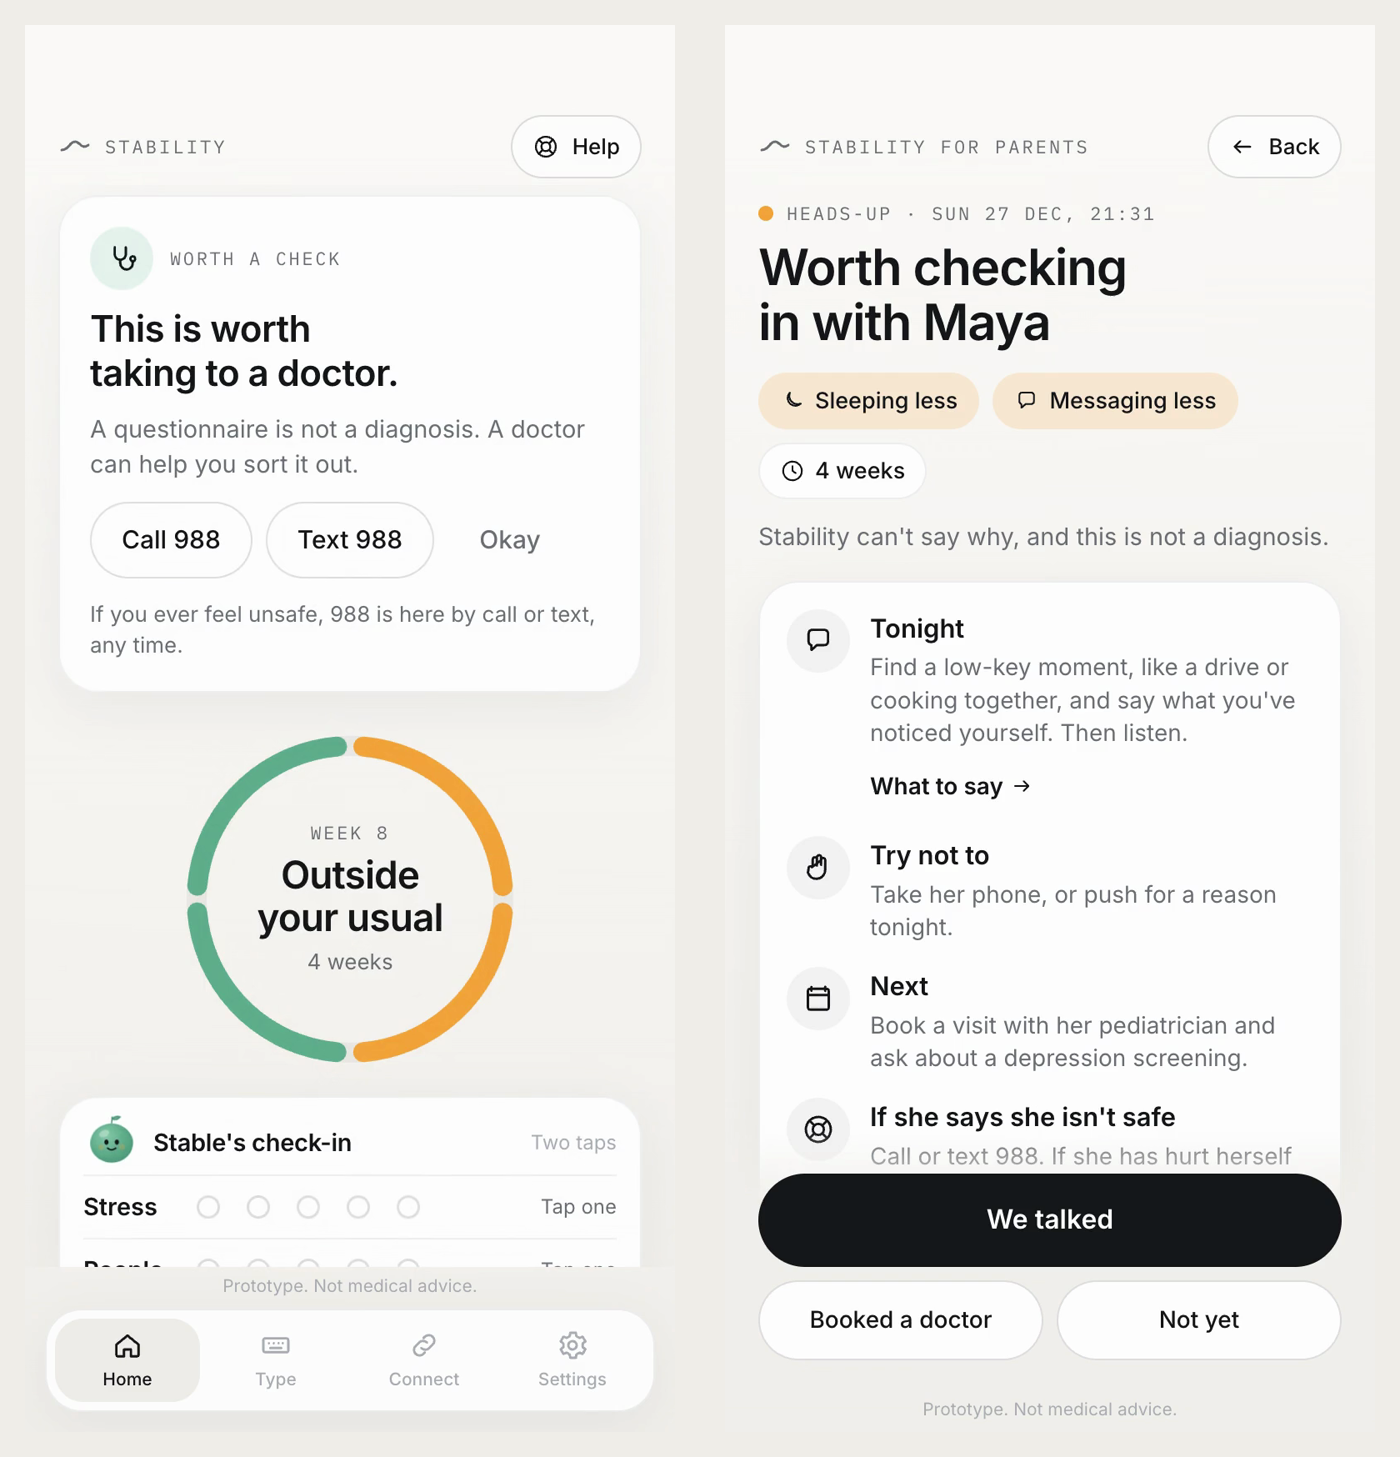 STABILITY
Help
WORTH A CHECK
This is worth
taking to a doctor.
A questionnaire is not a diagnosis. A doctor
can help you sort it out.
Call 988
Text 988
Okay
If you ever feel unsafe, 988 is here by call or text,
any time.
WEEK 8
Outside
your usual
4 weeks
Stable's check-in
Two taps
Stress
Tap one
People
Tap one
Prototype. Not medical advice.
Home
Type
Connect
Settings
STABILITY FOR PARENTS
Back
HEADS-UP · SUN 27 DEC, 21:31
Worth checking
in with Maya
Sleeping less
Messaging less
4 weeks
Stability can't say why, and this is not a diagnosis.
Tonight
Find a low-key moment, like a drive or
cooking together, and say what you've
noticed yourself. Then listen.
What to say →
Try not to
Take her phone, or push for a reason
tonight.
Next
Book a visit with her pediatrician and
ask about a depression screening.
If she says she isn't safe
Call or text 988. If she has hurt herself
We talked
Booked a doctor
Not yet
Prototype. Not medical advice.